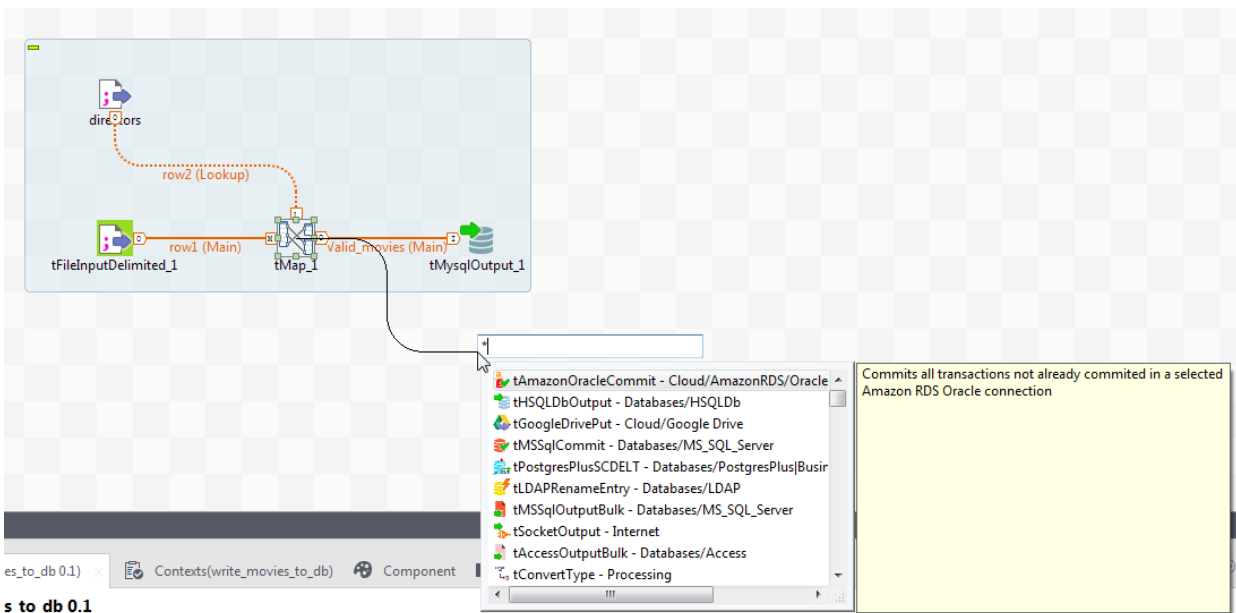 directors
row2 (Lookup)
row1 (Main)
Valid_movies (Main)
tFileInputDelimited_1
tMap_1
tMysqlOutput_1
*
tAmazonOracleCommit - Cloud/AmazonRDS/Oracle
tHSQLDbOutput - Databases/HSQLDb
tGoogleDrivePut - Cloud/Google Drive
tMSSqlCommit - Databases/MS_SQL_Server
tPostgresPlusSCDELT - Databases/PostgresPlus|Busir
tLDAPRenameEntry - Databases/LDAP
tMSSqlOutputBulk - Databases/MS_SQL_Server
tSocketOutput - Internet
tAccessOutputBulk - Databases/Access
tConvertType - Processing
Commits all transactions not already commited in a selected
Amazon RDS Oracle connection
es_to_db 0.1)
Contexts(write_movies_to_db)
Component
s to db 0.1